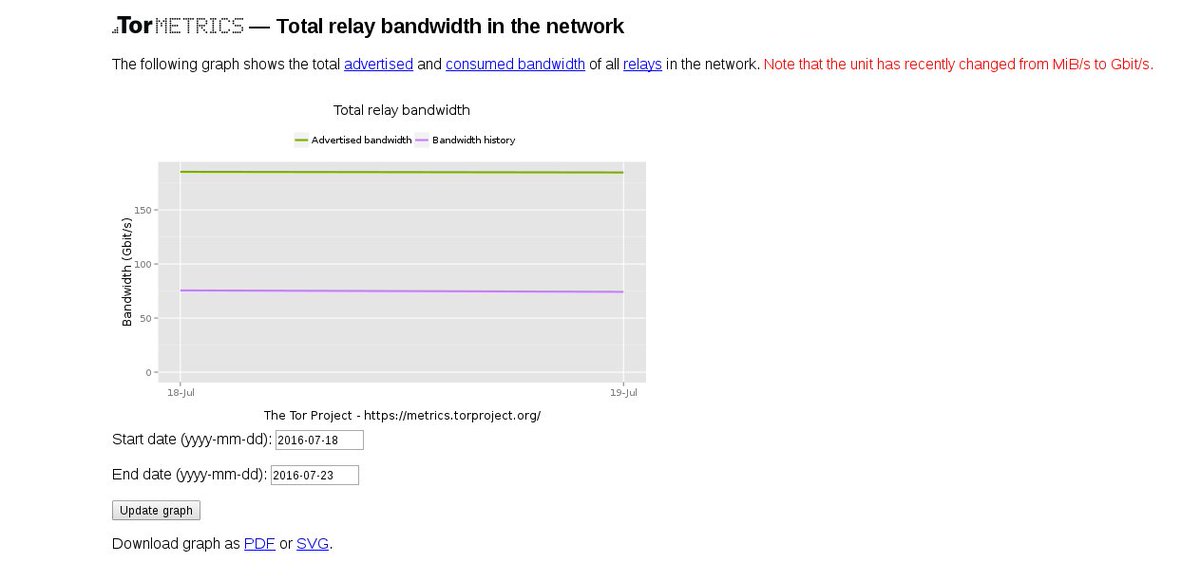 Tor METRICS — Total relay bandwidth in the network
The following graph shows the total advertised and consumed bandwidth of all relays in the network. Note that the unit has recently changed from MiB/s to Gbit/s.
Total relay bandwidth
Advertised bandwidth Bandwidth history
Bandwidth (Gbit/s)
150
100
50
0
18-Jul 19-Jul
The Tor Project - https://metrics.torproject.org/
Start date (yyyy-mm-dd): 2016-07-18
End date (yyyy-mm-dd): 2016-07-23
Update graph
Download graph as PDF or SVG.